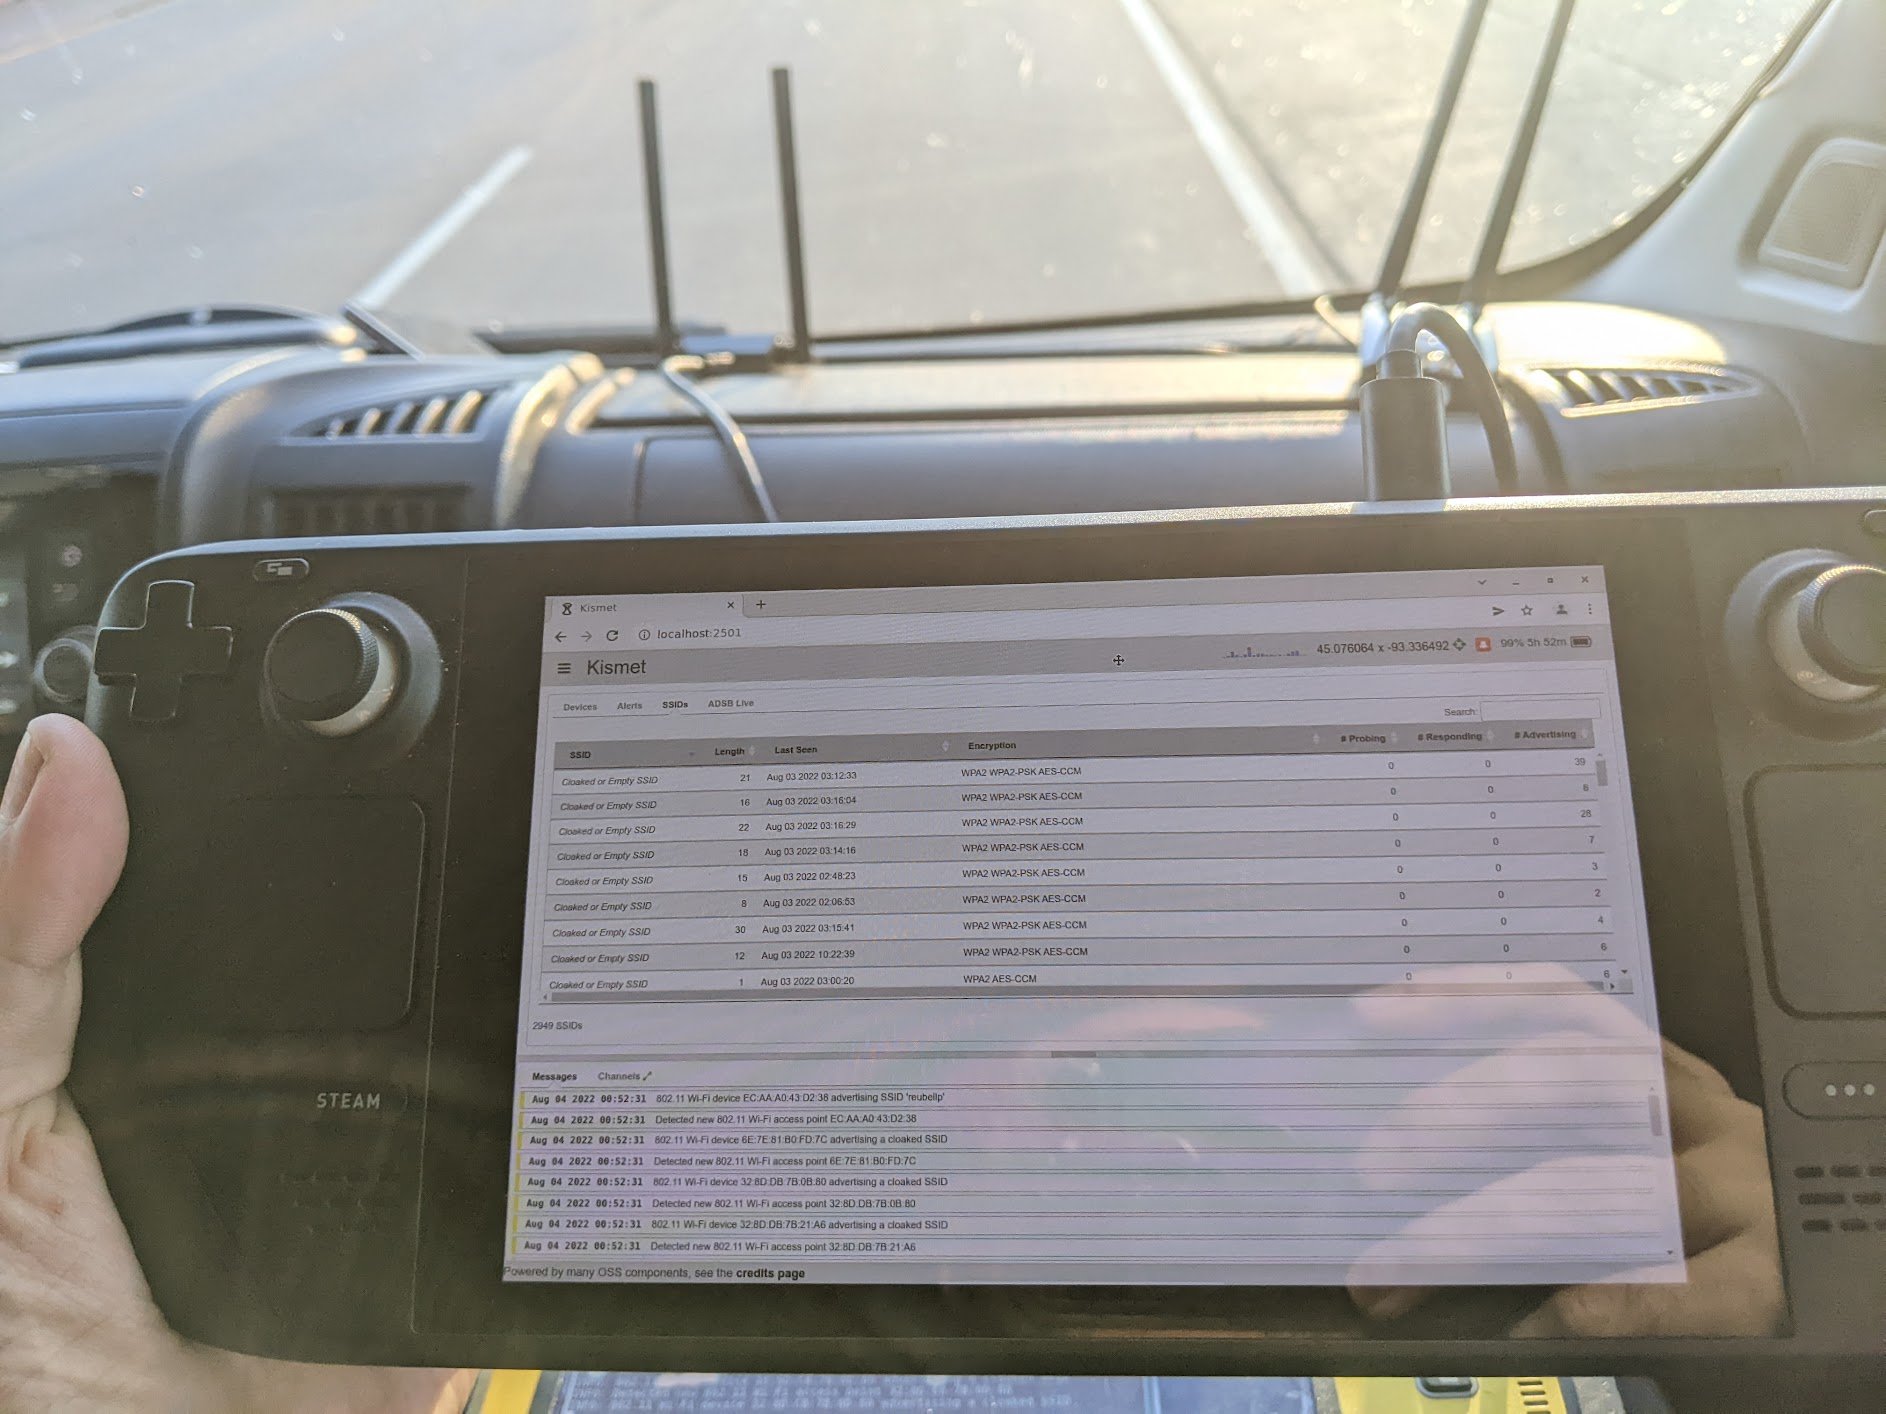 Kismet
localhost:2501
Kismet 45.076064 x -93.336492 99% 5h 52m
Devices Alerts SSIDs ADSB Live
Search:
SSID Length Last Seen Encryption # Probing # Responding # Advertising
Cloaked or Empty SSID 21 Aug 03 2022 03:12:33 WPA2 WPA2-PSK AES-CCM 0 0 39
Cloaked or Empty SSID 16 Aug 03 2022 03:16:04 WPA2 WPA2-PSK AES-CCM 0 0 8
Cloaked or Empty SSID 22 Aug 03 2022 03:16:29 WPA2 WPA2-PSK AES-CCM 0 0 28
Cloaked or Empty SSID 18 Aug 03 2022 03:14:16 WPA2 WPA2-PSK AES-CCM 0 0 7
Cloaked or Empty SSID 15 Aug 03 2022 02:48:23 WPA2 WPA2-PSK AES-CCM 0 0 3
Cloaked or Empty SSID 8 Aug 03 2022 02:06:53 WPA2 WPA2-PSK AES-CCM 0 0 2
Cloaked or Empty SSID 30 Aug 03 2022 03:15:41 WPA2 WPA2-PSK AES-CCM 0 0 4
Cloaked or Empty SSID 12 Aug 03 2022 10:22:39 WPA2 WPA2-PSK AES-CCM 0 0 6
Cloaked or Empty SSID 1 Aug 03 2022 03:00:20 WPA2 AES-CCM 0 0 6
2949 SSIDs
Messages Channels
Aug 04 2022 00:52:31 802.11 Wi-Fi device EC:AA:A0:43:D2:38 advertising SSID 'reubellp'
Aug 04 2022 00:52:31 Detected new 802.11 Wi-Fi access point EC:AA:A0:43:D2:38
Aug 04 2022 00:52:31 802.11 Wi-Fi device 6E:7E:81:B0:FD:7C advertising a cloaked SSID
Aug 04 2022 00:52:31 Detected new 802.11 Wi-Fi access point 6E:7E:81:B0:FD:7C
Aug 04 2022 00:52:31 802.11 Wi-Fi device 32:8D:DB:7B:0B:80 advertising a cloaked SSID
Aug 04 2022 00:52:31 Detected new 802.11 Wi-Fi access point 32:8D:DB:7B:0B:80
Aug 04 2022 00:52:31 802.11 Wi-Fi device 32:8D:DB:7B:21:A6 advertising a cloaked SSID
Aug 04 2022 00:52:31 Detected new 802.11 Wi-Fi access point 32:8D:DB:7B:21:A6
Powered by many OSS components, see the credits page
STEAM